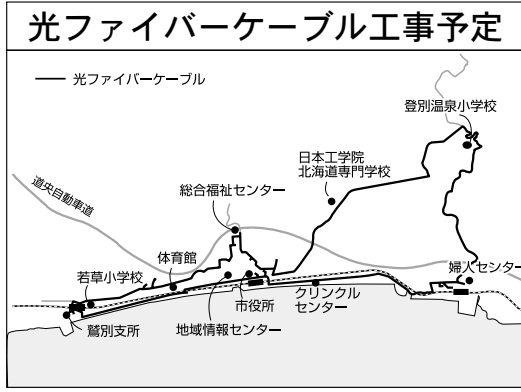 光ファイバーケーブル工事予定
光ファイバーケーブル
登別温泉小学校
日本工学院
北海道専門学校
道央自動車道
総合福祉センター
体育館
若草小学校
婦人センター
市役所
クリンクル
センター
鷲別支所
地域情報センター